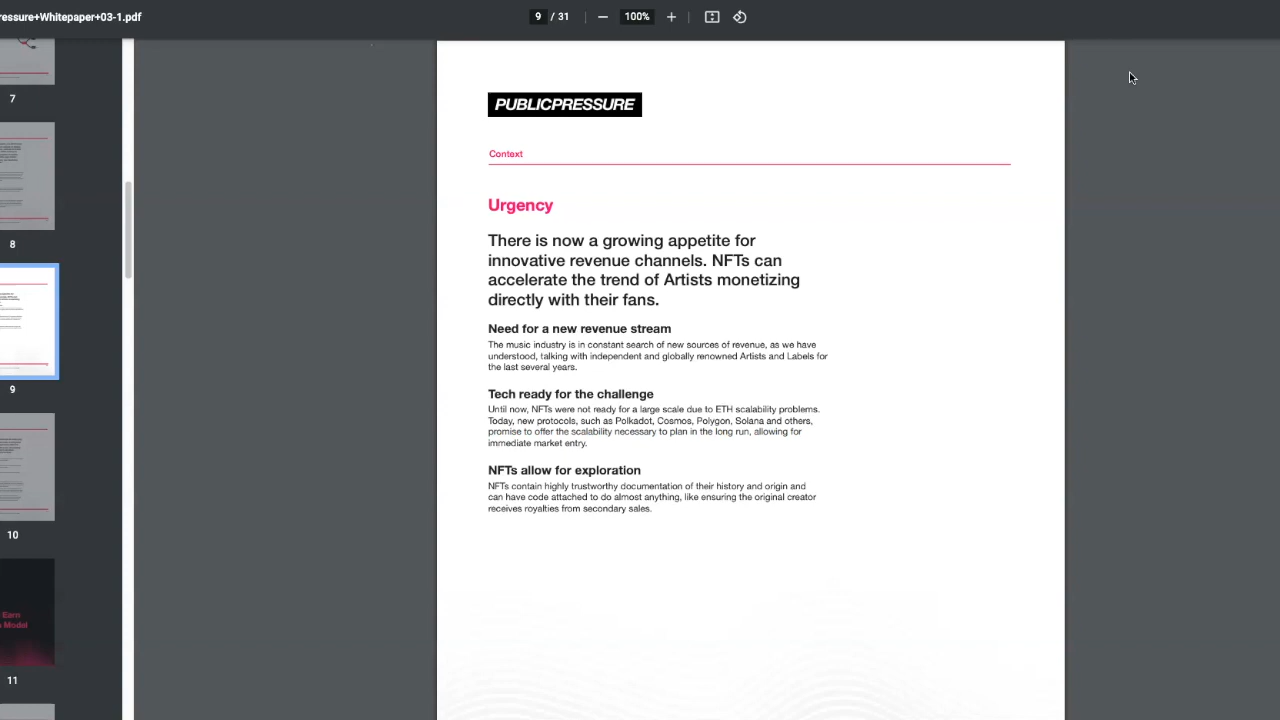 ressure+Whitepaper+03-1.pdf
9 / 31
100%
7
8
9
10
Earn
Model
11
PUBLICPRESSURE
Context
Urgency
There is now a growing appetite for
innovative revenue channels. NFTs can
accelerate the trend of Artists monetizing
directly with their fans.
Need for a new revenue stream
The music industry is in constant search of new sources of revenue, as we have
understood, talking with independent and globally renowned Artists and Labels for
the last several years.
Tech ready for the challenge
Until now, NFTs were not ready for a large scale due to ETH scalability problems.
Today, new protocols, such as Polkadot, Cosmos, Polygon, Solana and others,
promise to offer the scalability necessary to plan in the long run, allowing for
immediate market entry.
NFTs allow for exploration
NFTs contain highly trustworthy documentation of their history and origin and
can have code attached to do almost anything, like ensuring the original creator
receives royalties from secondary sales.